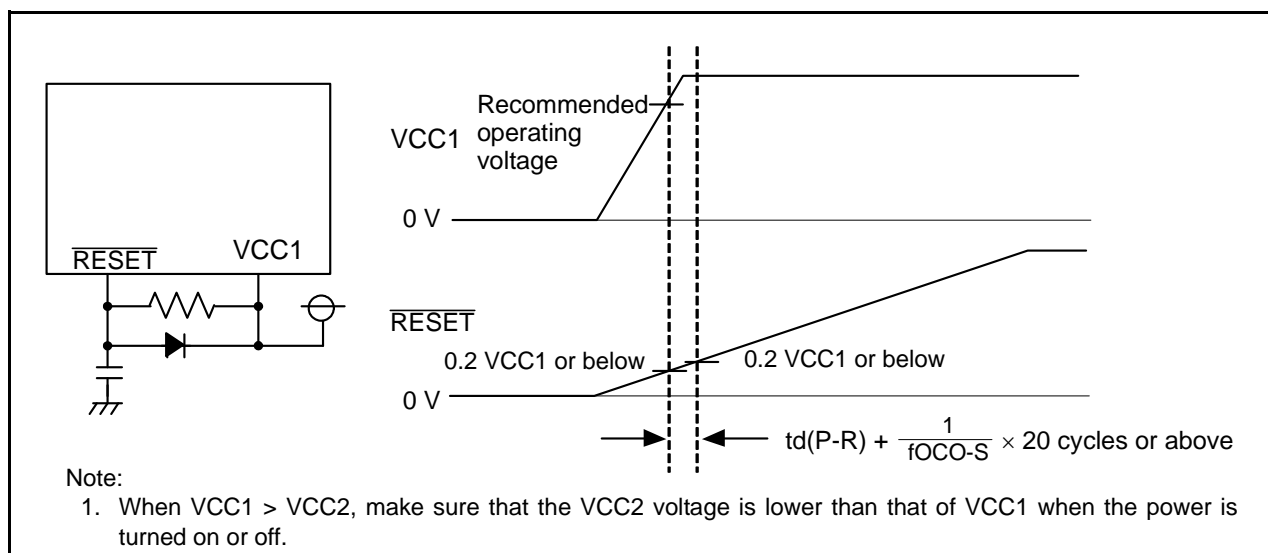 RESET
VCC1
Recommended
operating
voltage
VCC1
0 V
RESET
0.2 VCC1 or below
0.2 VCC1 or below
0 V
td(P-R) + 1/fOCO-S × 20 cycles or above
Note:
1. When VCC1 > VCC2, make sure that the VCC2 voltage is lower than that of VCC1 when the power is
turned on or off.